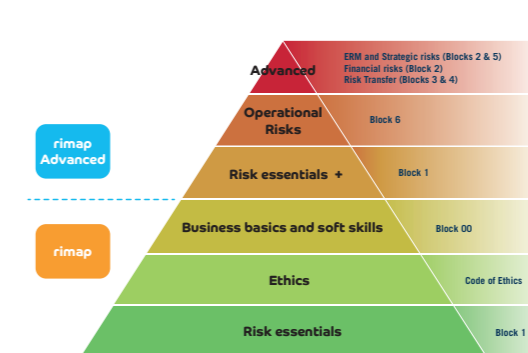 Advanced
ERM and Strategic risks (Blocks 2 & 5)
Financial risks (Block 2)
Risk Transfer (Blocks 3 & 4)
Operational
Risks
Block 6
rimap
Advanced
Risk essentials +
Block 1
Business basics and soft skills
Block 00
rimap
Ethics
Code of Ethics
Risk essentials
Block 1